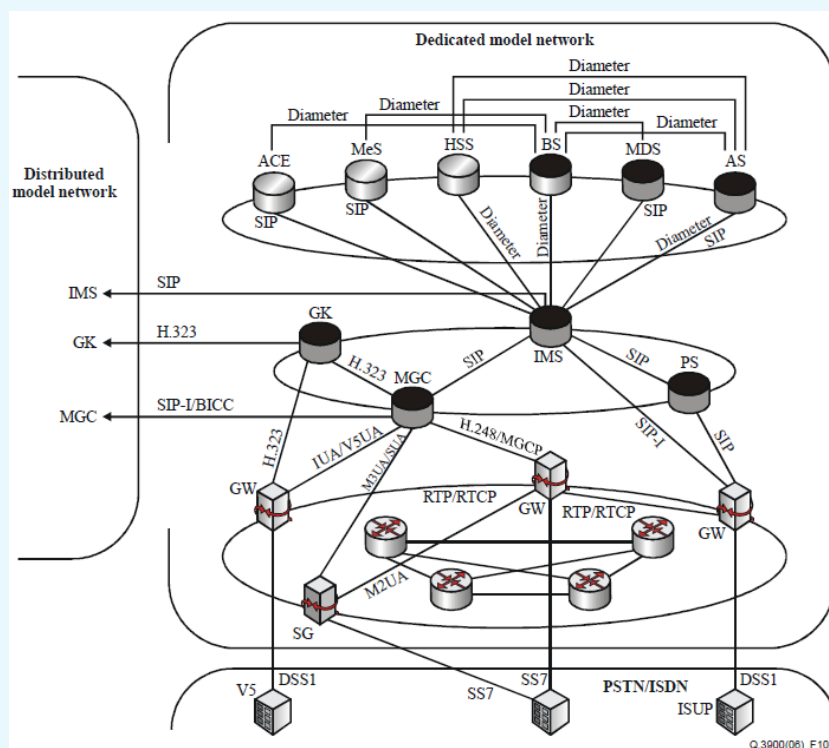 Dedicated model network
Diameter
Diameter
Diameter
Diameter
Diameter
Diameter
ACE
MeS
HSS
BS
MDS
AS
SIP
SIP
Diameter
Diameter
SIP
Diameter
SIP
Distributed
model network
IMS
SIP
GK
H.323
MGC
SIP-I/BICC
GK
H.323
MGC
SIP
IMS
SIP
PS
H.323
IUA/V5UA
M3UA/SUA
H.248/MGCP
SIP-I
SIP
GW
RTP/RTCP
GW
RTP/RTCP
GW
M2UA
SG
V5
DSS1
SS7
SS7
PSTN/ISDN
ISUP
DSS1
Q.3900(06)_F10